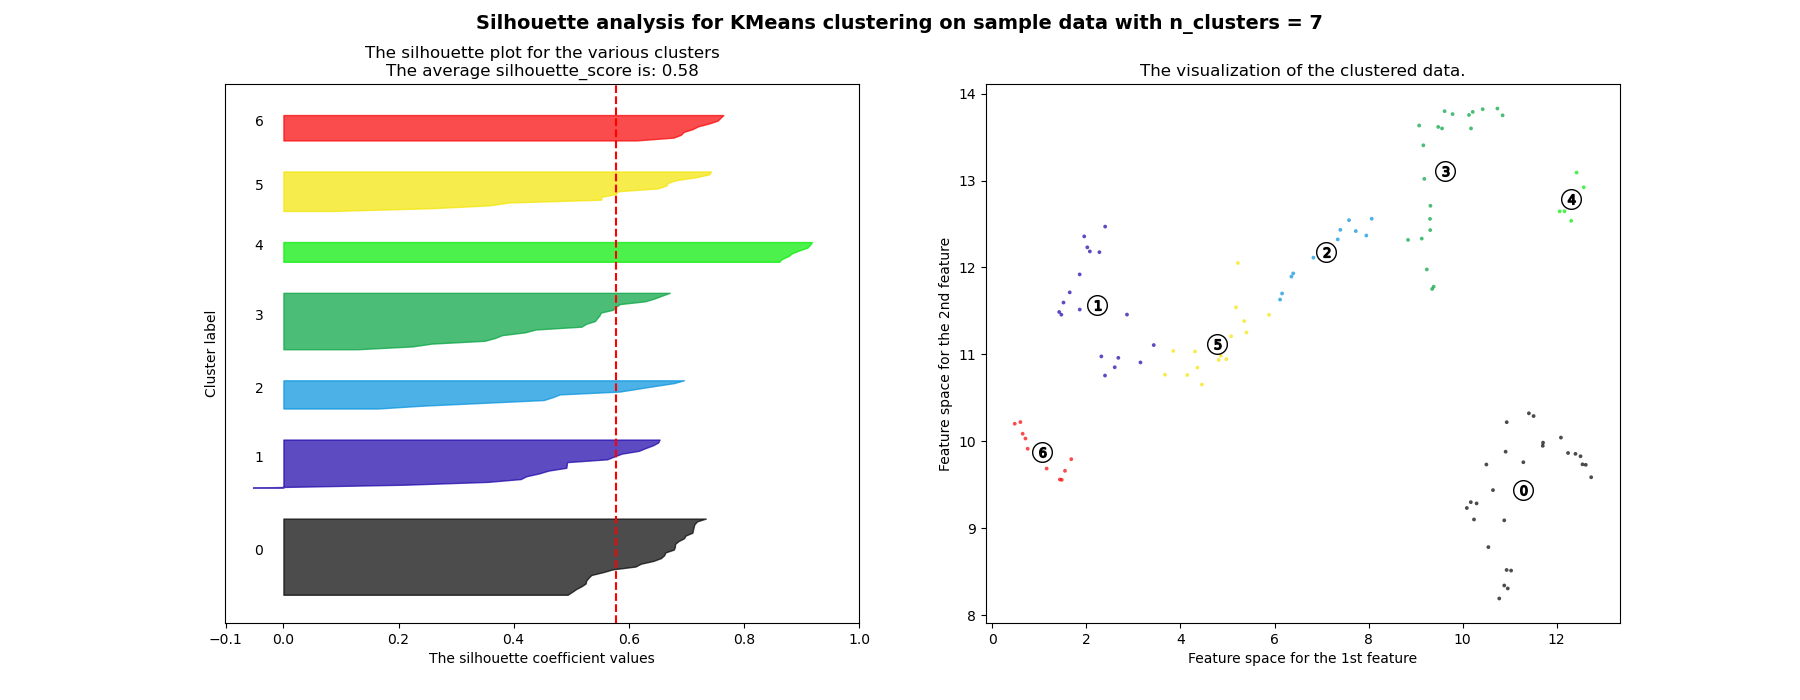 Silhouette analysis for KMeans clustering on sample data with n_clusters = 7
The silhouette plot for the various clusters
The average silhouette_score is: 0.58
Cluster label
6
5
4
3
2
1
0
−0.1 0.0 0.2 0.4 0.6 0.8 1.0
The silhouette coefficient values
The visualization of the clustered data.
Feature space for the 2nd feature
14
13
12
11
10
9
8
3
4
2
1
5
6
0
0 2 4 6 8 10 12
Feature space for the 1st feature